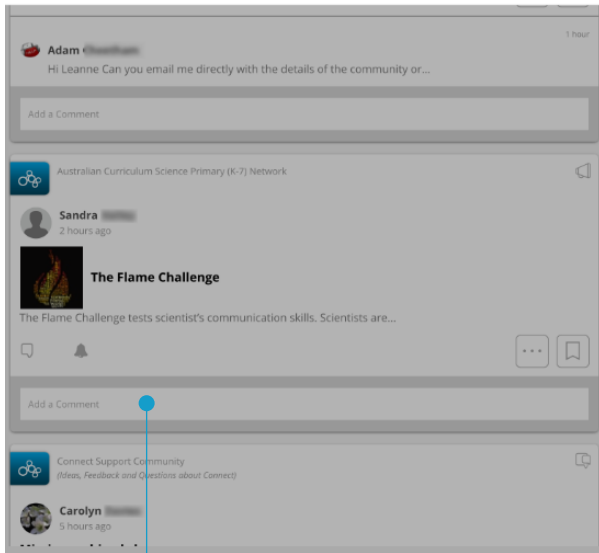 1 hour
Adam
Hi Leanne Can you email me directly with the details of the community or...
Add a Comment
Australian Curriculum Science Primary (K-7) Network
Sandra
2 hours ago
The Flame Challenge
The Flame Challenge tests scientist's communication skills. Scientists are...
Add a Comment
Connect Support Community
(Ideas, Feedback and Questions about Connect)
Carolyn
5 hours ago